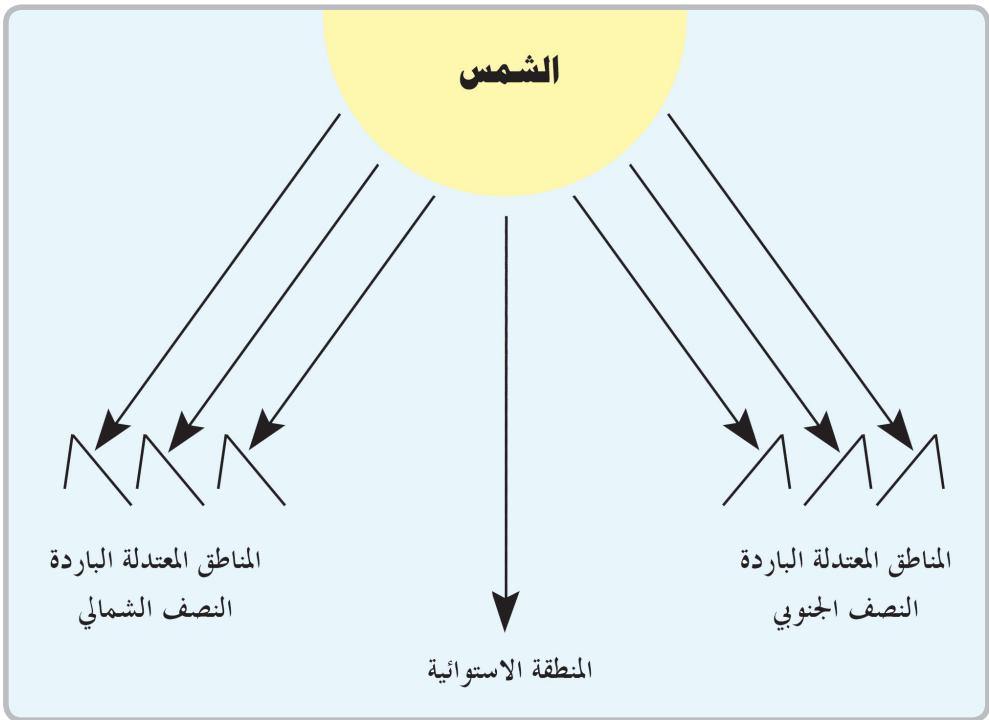 الشمس
المناطق المعتدلة الباردة
النصف الجنوبي
المناطق المعتدلة الباردة
النصف الشمالي
المنطقة الاستوائية